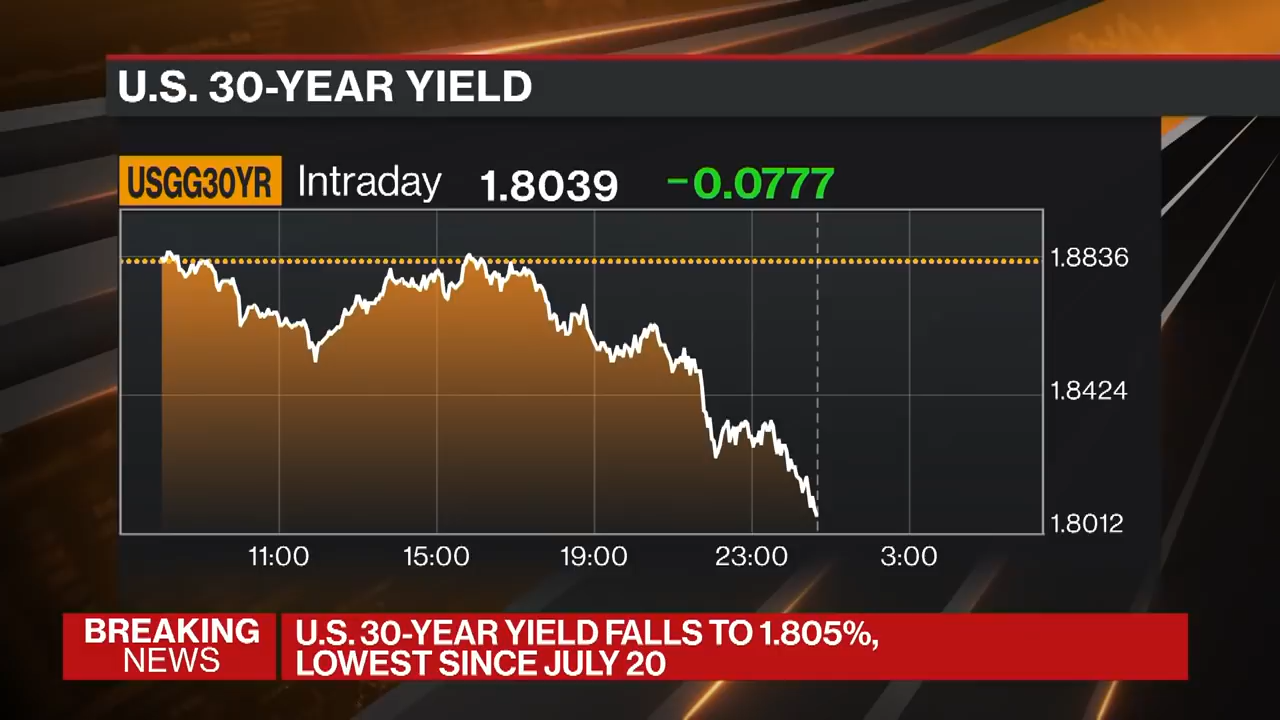 U.S. 30-YEAR YIELD
USGG30YR Intraday 1.8039 -0.0777
1.8836
1.8424
1.8012
11:00 15:00 19:00 23:00 3:00
BREAKING NEWS
U.S. 30-YEAR YIELD FALLS TO 1.805%,
LOWEST SINCE JULY 20